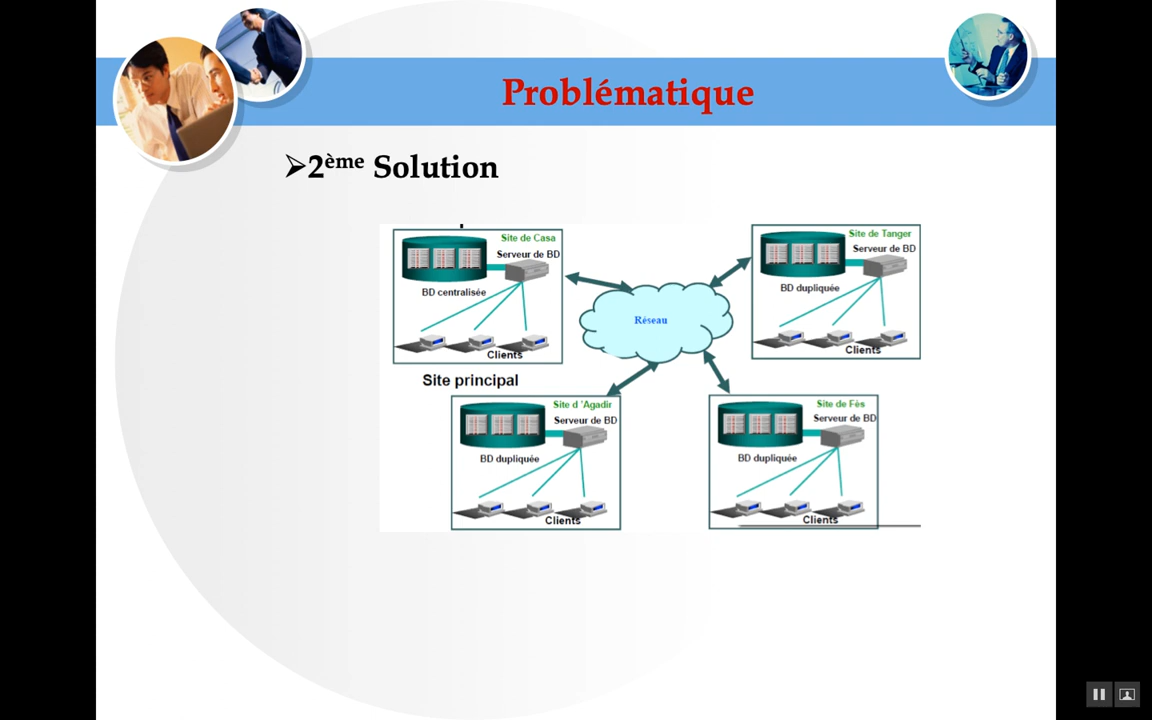 Problématique
➢2ème Solution
Site de Casa
Serveur de BD
BD centralisée
Clients
Site principal
Site de Tanger
Serveur de BD
BD dupliquée
Clients
Réseau
Site d 'Agadir
Serveur de BD
BD dupliquée
Clients
Site de Fès
Serveur de BD
BD dupliquée
Clients